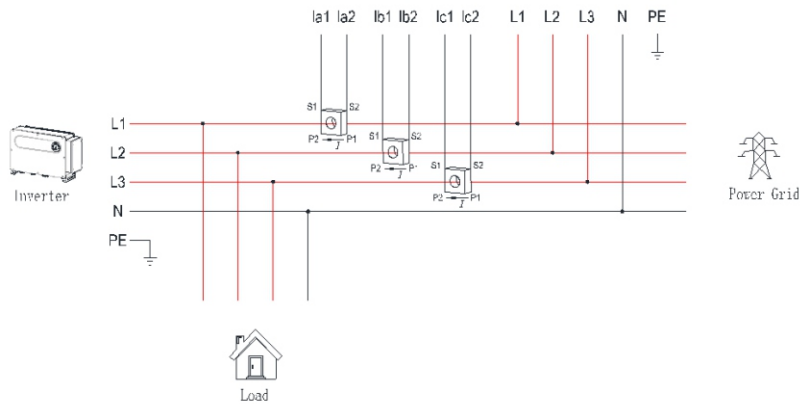 Ia1 Ia2 Ib1 Ib2 Ic1 Ic2 L1 L2 L3 N PE
S1 S2
L1
P2 I P1
S1 S2
L2
P2 I P1
S1 S2
L3
P2 I P1
N
PE
Inverter
Power Grid
Load